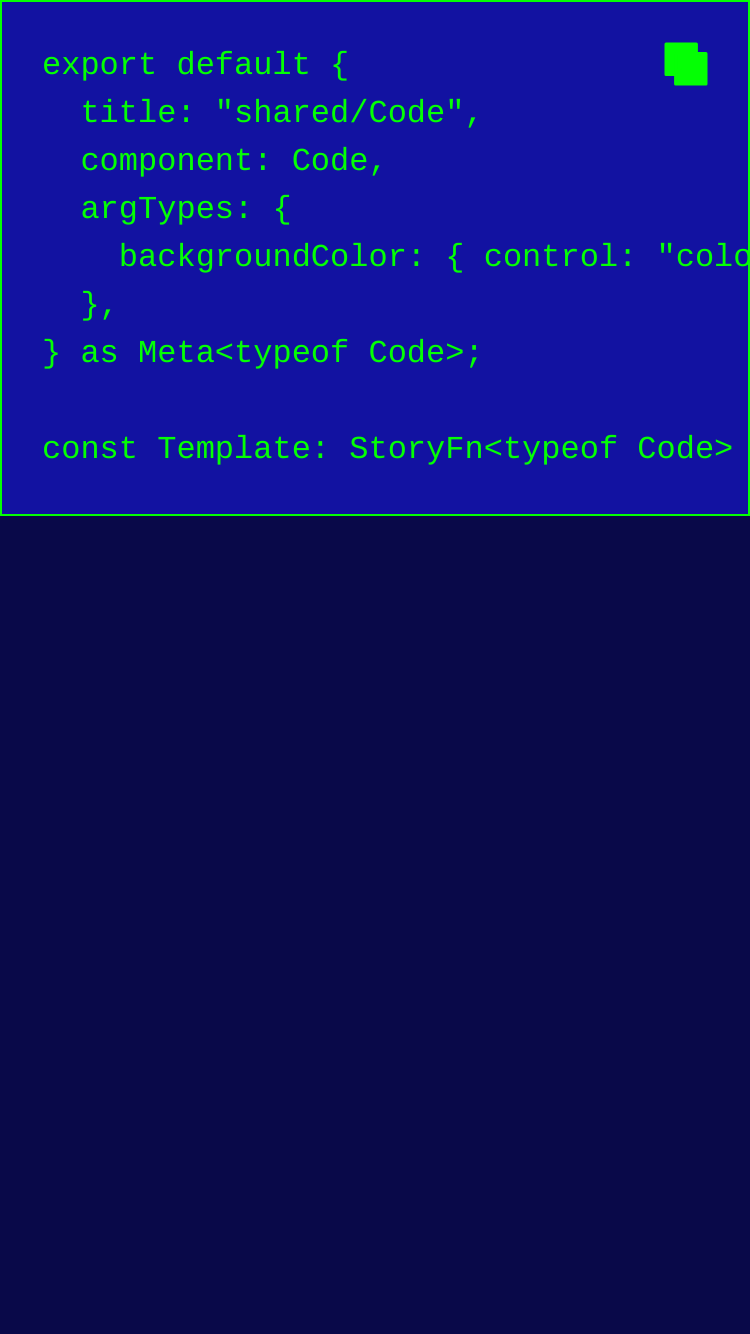 export default {
  title: "shared/Code",
  component: Code,
  argTypes: {
    backgroundColor: { control: "colo
  },
} as Meta<typeof Code>;

const Template: StoryFn<typeof Code>